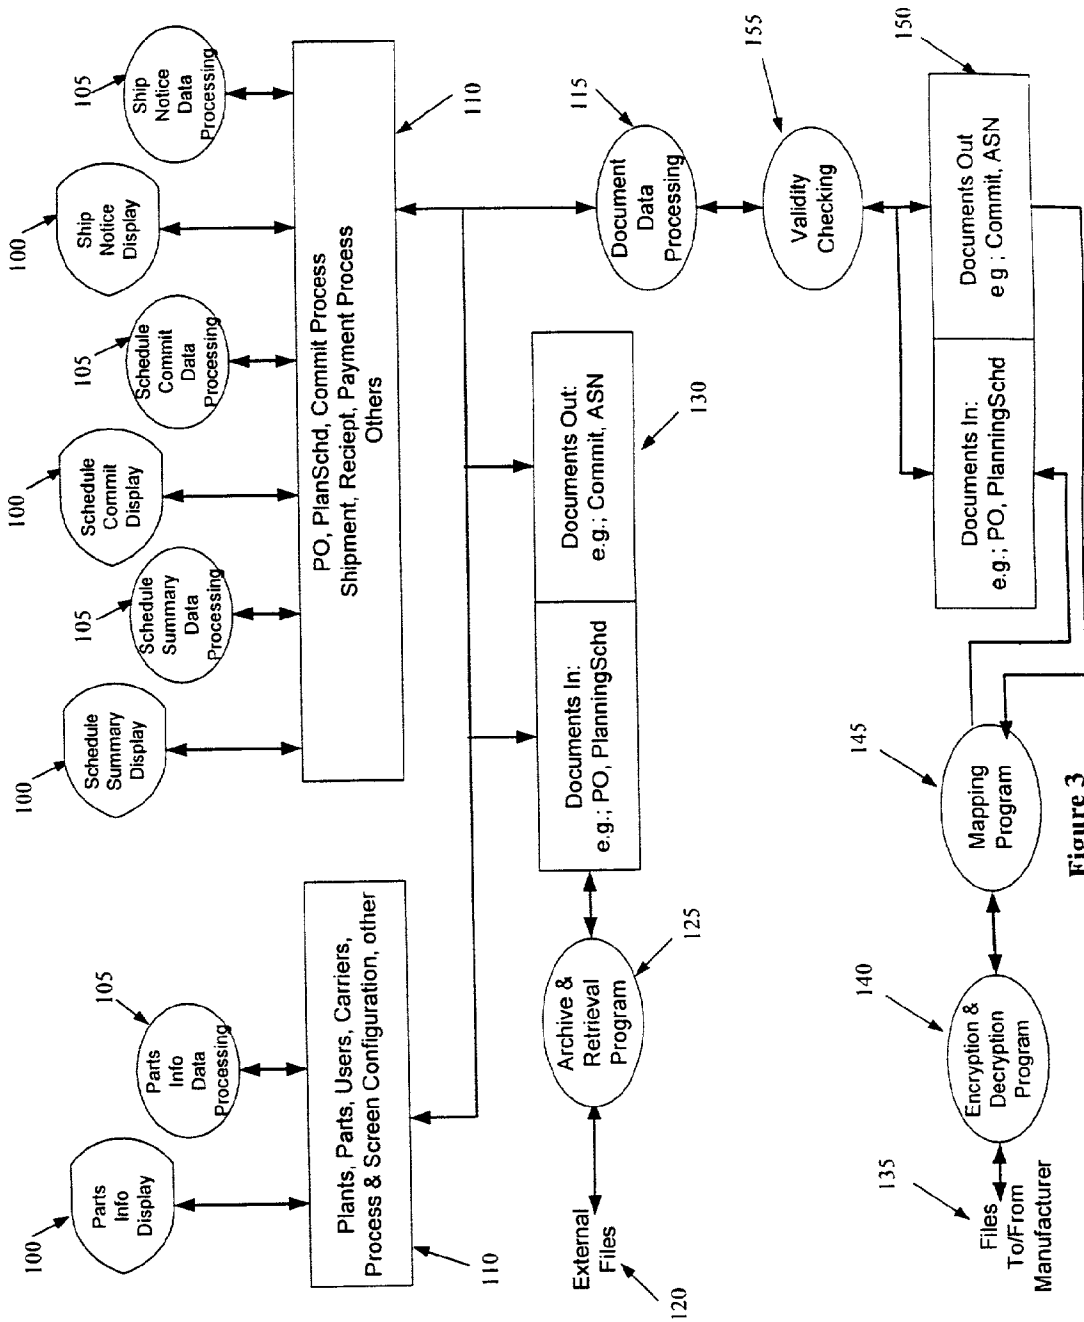 100
Parts
Info
Display
105
Parts
Info
Data
Processing
100
Schedule
Summary
Display
105
Schedule
Summary
Data
Processing
100
Schedule
Commit
Display
105
Schedule
Commit
Data
Processing
100
Ship
Notice
Display
105
Ship
Notice
Data
Processing
Plants, Parts, Users, Carriers,
Process & Screen Configuration, other
110
PO, PlanSchd, Commit Process
Shipment, Reciept, Payment Process
Others
110
External
Files
120
Archive &
Retrieval
Program
125
Documents In:
e.g.; PO, PlanningSchd
Documents Out:
e.g.; Commit, ASN
130
Document
Data
Processing
115
Validity
Checking
155
Files
To/From
Manufacturer
135
Encryption &
Decryption
Program
140
Mapping
Program
145
Documents In:
e.g.; PO, PlanningSchd
Documents Out
e g ; Commit, ASN
150
Figure 3